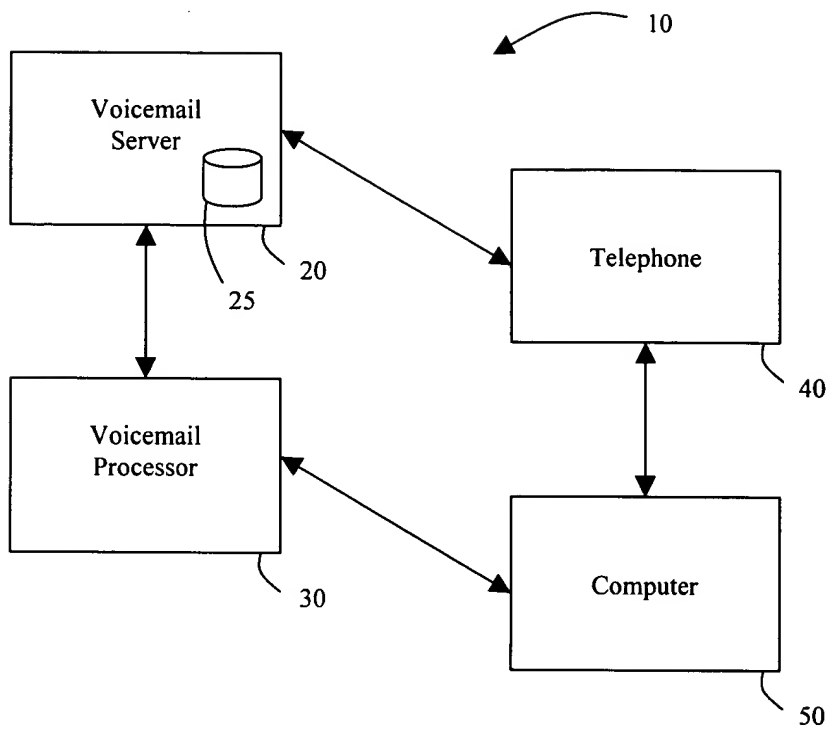 10
Voicemail
Server
20
25
Telephone
40
Voicemail
Processor
30
Computer
50